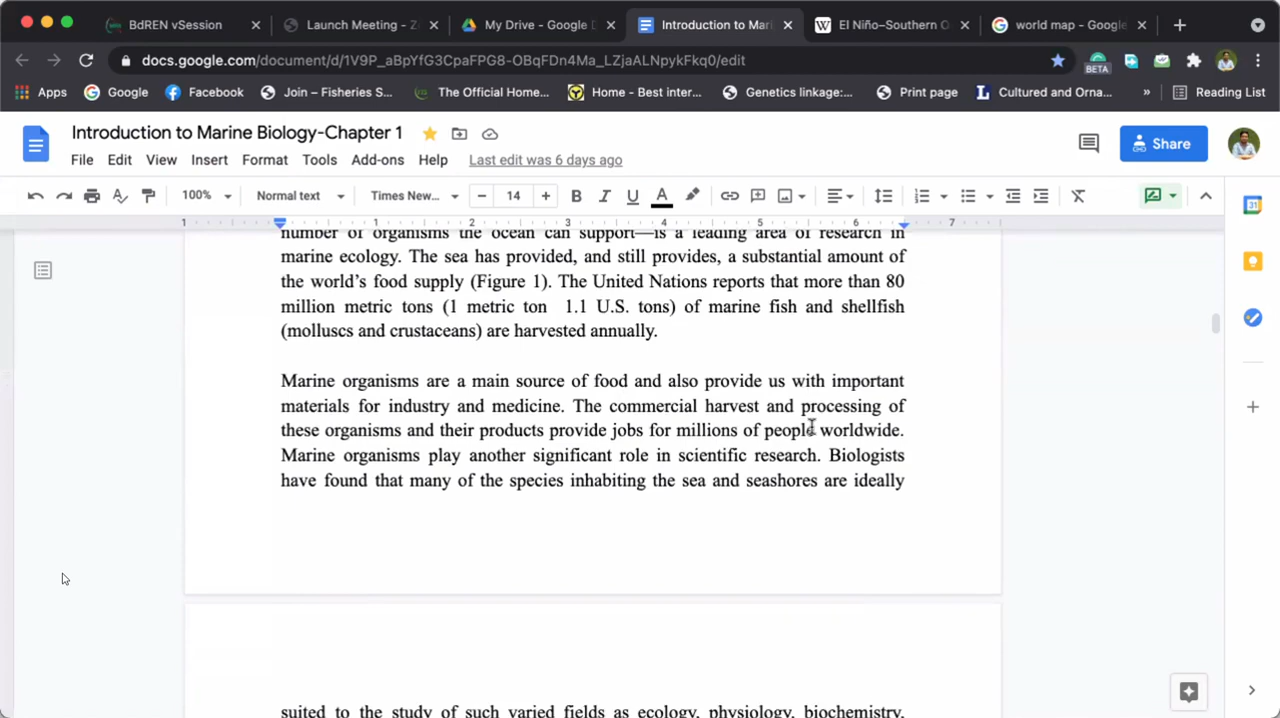 BdREN vSession
Launch Meeting - Z
My Drive - Google D
Introduction to Mari
El Niño–Southern O
world map - Google
docs.google.com/document/d/1V9P_aBpYfG3CpaFPG8-OBqFDn4Ma_LZjaALNpykFkq0/edit
BETA
Apps
Google
Facebook
Join – Fisheries S...
The Official Home...
Home - Best inter...
Genetics linkage:...
Print page
Cultured and Orna...
»
Reading List
Introduction to Marine Biology-Chapter 1
File Edit View Insert Format Tools Add-ons Help Last edit was 6 days ago
Share
100% Normal text Times New... − 14 + B I U A
1 1 2 3 4 5 6 7
31
number of organisms the ocean can support—is a leading area of research in
marine ecology. The sea has provided, and still provides, a substantial amount of
the world's food supply (Figure 1). The United Nations reports that more than 80
million metric tons (1 metric ton 1.1 U.S. tons) of marine fish and shellfish
(molluscs and crustaceans) are harvested annually.
Marine organisms are a main source of food and also provide us with important
materials for industry and medicine. The commercial harvest and processing of
these organisms and their products provide jobs for millions of people worldwide.
Marine organisms play another significant role in scientific research. Biologists
have found that many of the species inhabiting the sea and seashores are ideally
suited to the study of such varied fields as ecology, physiology, biochemistry,